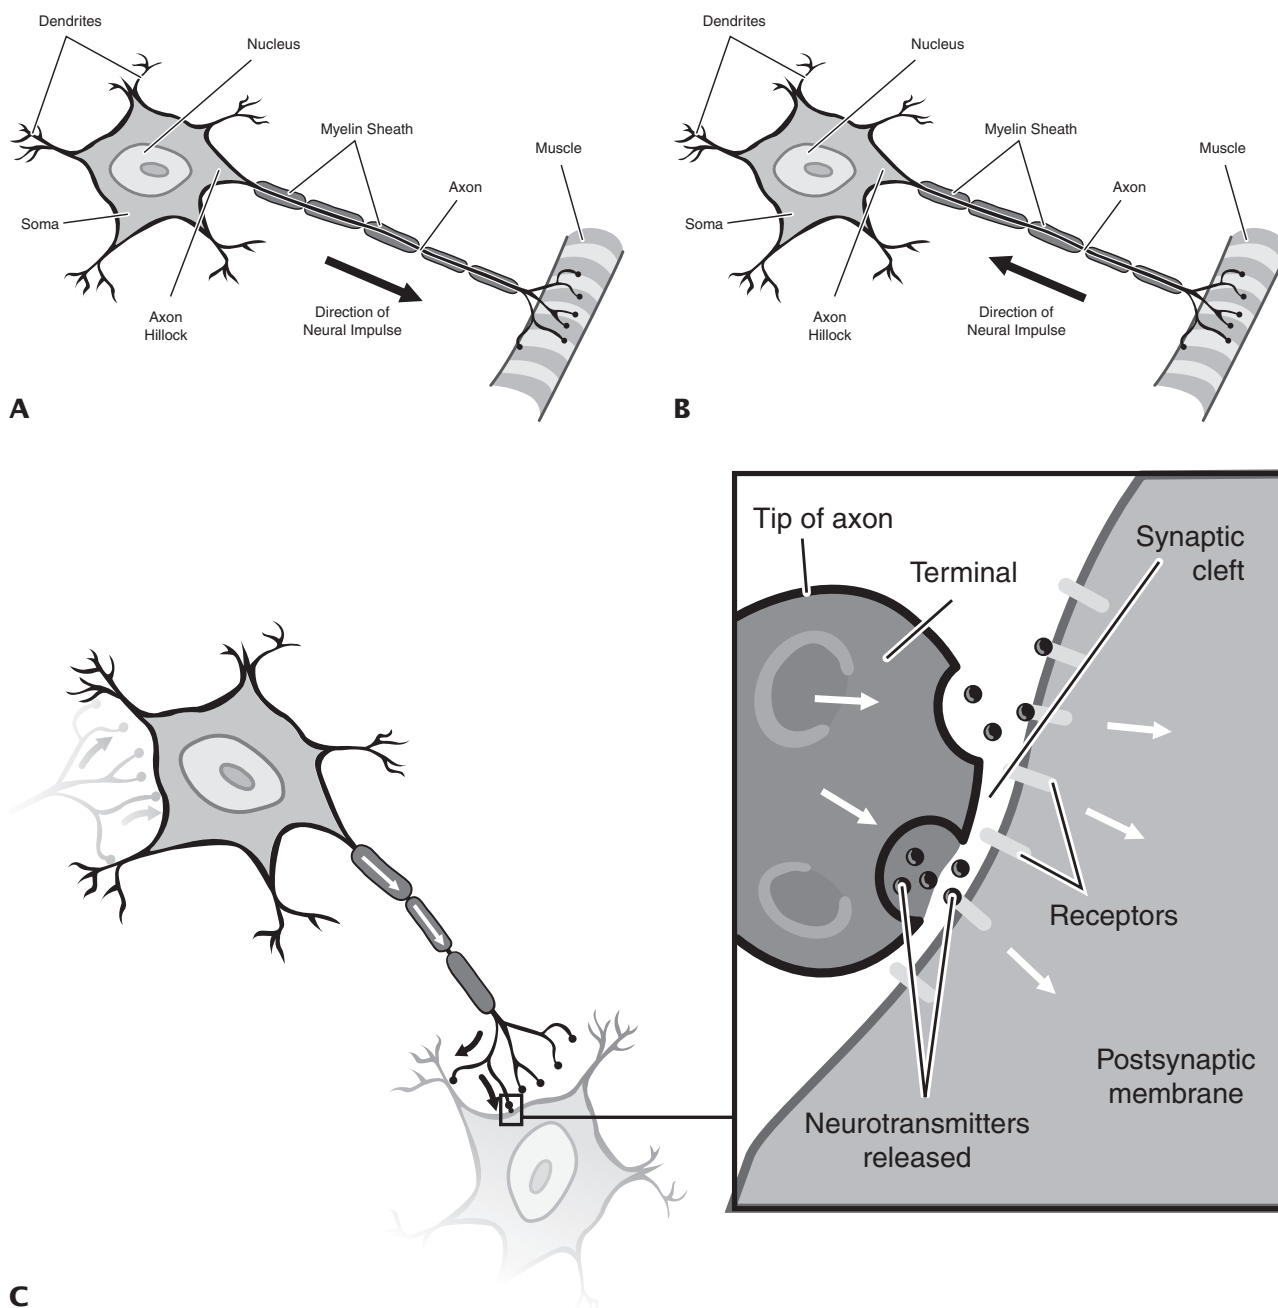 Dendrites
Nucleus
Myelin Sheath
Muscle
Axon
Soma
Axon
Hillock
Direction of
Neural Impulse
A
Dendrites
Nucleus
Myelin Sheath
Muscle
Axon
Soma
Axon
Hillock
Direction of
Neural Impulse
B
Tip of axon
Terminal
Synaptic
cleft
Receptors
Postsynaptic
membrane
Neurotransmitters
released
C